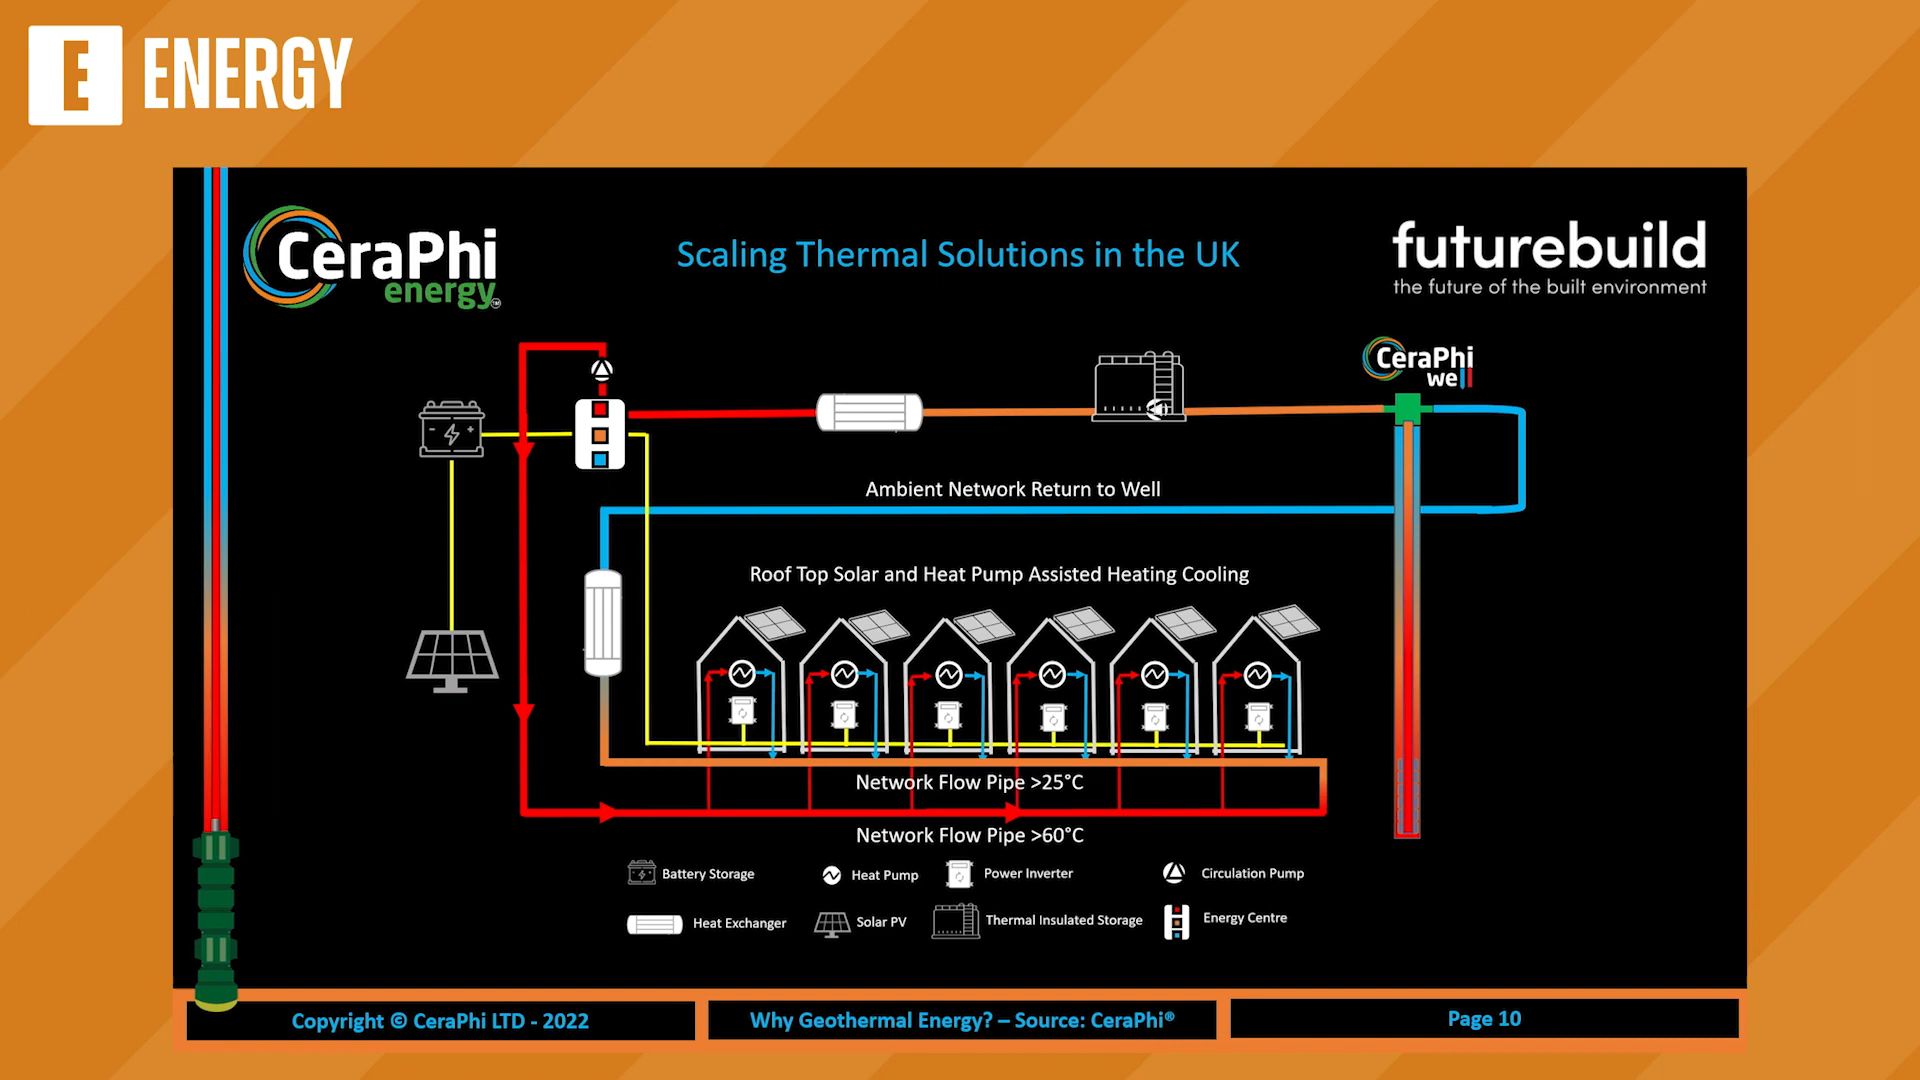 E ENERGY
CeraPhi
energy
TM
Scaling Thermal Solutions in the UK
futurebuild
the future of the built environment
CeraPhi
well
Ambient Network Return to Well
Roof Top Solar and Heat Pump Assisted Heating Cooling
Network Flow Pipe >25°C
Network Flow Pipe >60°C
Battery Storage
Heat Pump
Power Inverter
Circulation Pump
Heat Exchanger
Solar PV
Thermal Insulated Storage
Energy Centre
Copyright © CeraPhi LTD - 2022
Why Geothermal Energy? – Source: CeraPhi®
Page 10